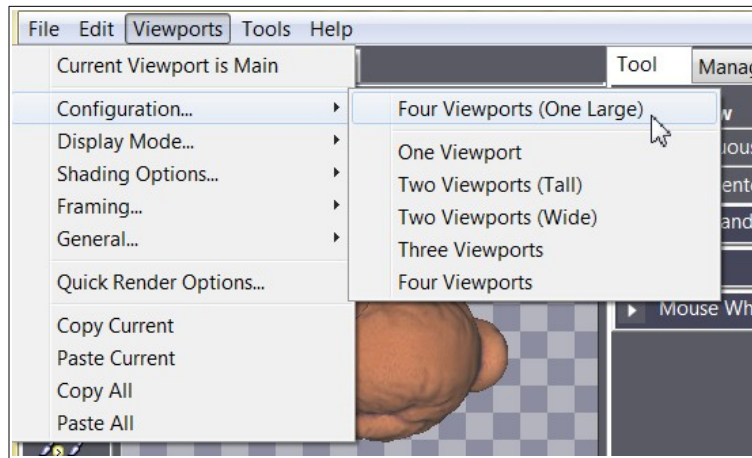 File Edit Viewports Tools Help
Current Viewport is Main
Tool
Configuration...
Display Mode...
Shading Options...
Framing...
General...
Quick Render Options...
Copy Current
Paste Current
Copy All
Paste All
Four Viewports (One Large)
One Viewport
Two Viewports (Tall)
Two Viewports (Wide)
Three Viewports
Four Viewports
Mouse